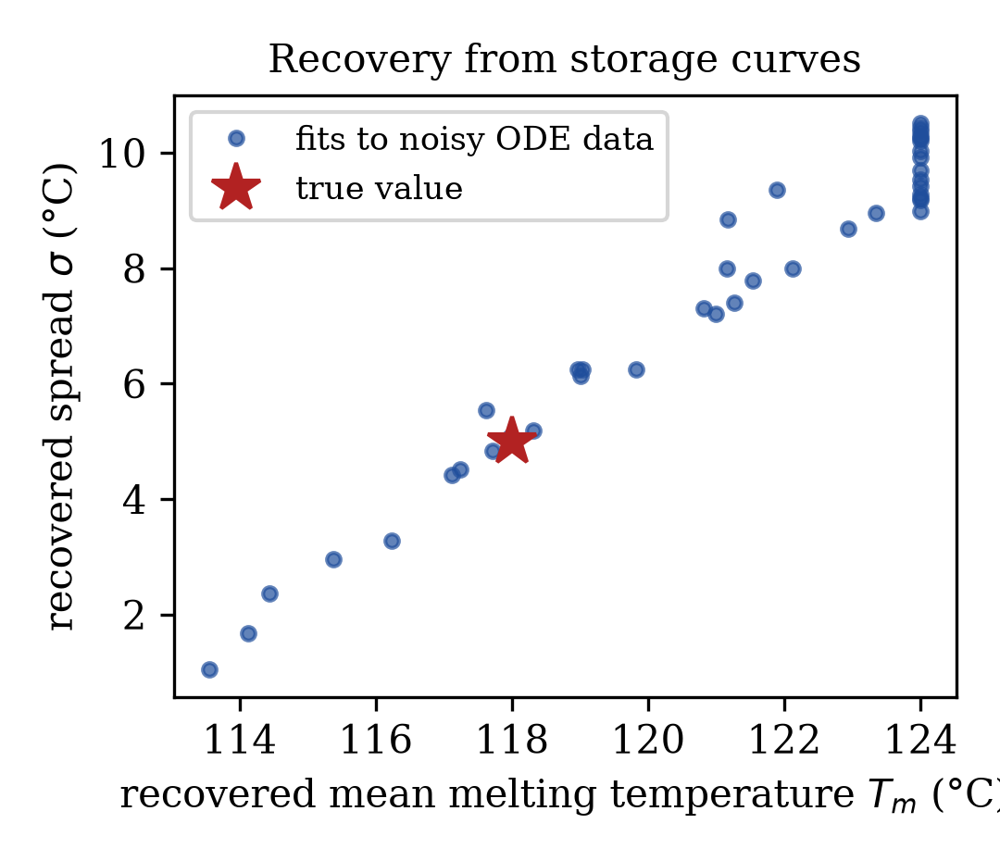 Recovery from storage curves
fits to noisy ODE data
true value
recovered spread σ (°C)
10
8
6
4
2
114 116 118 120 122 124
recovered mean melting temperature Tₘ (°C)